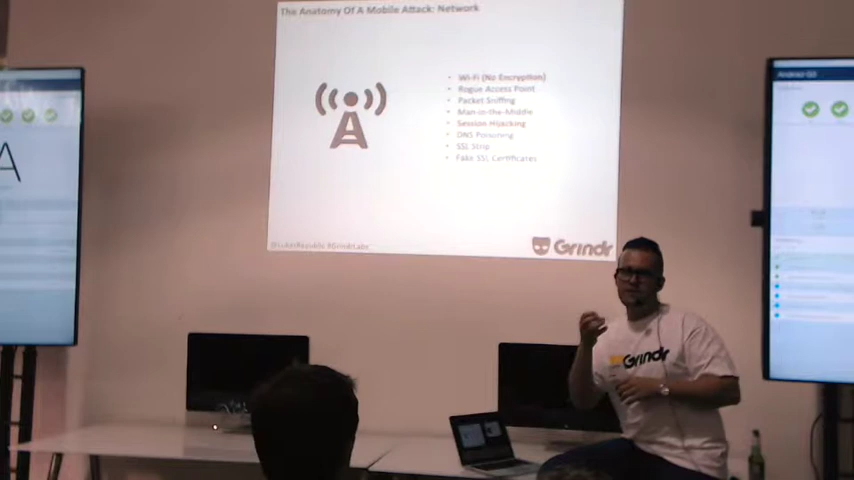 The Anatomy Of A Mobile Attack: Network
Wi-Fi (No Encryption)
Rogue Access Point
Packet Sniffing
Man-in-the-Middle
Session Hijacking
DNS Poisoning
SSL Strip
Fake SSL Certificates
#GrindrLabs
Grindr
Grindr
A